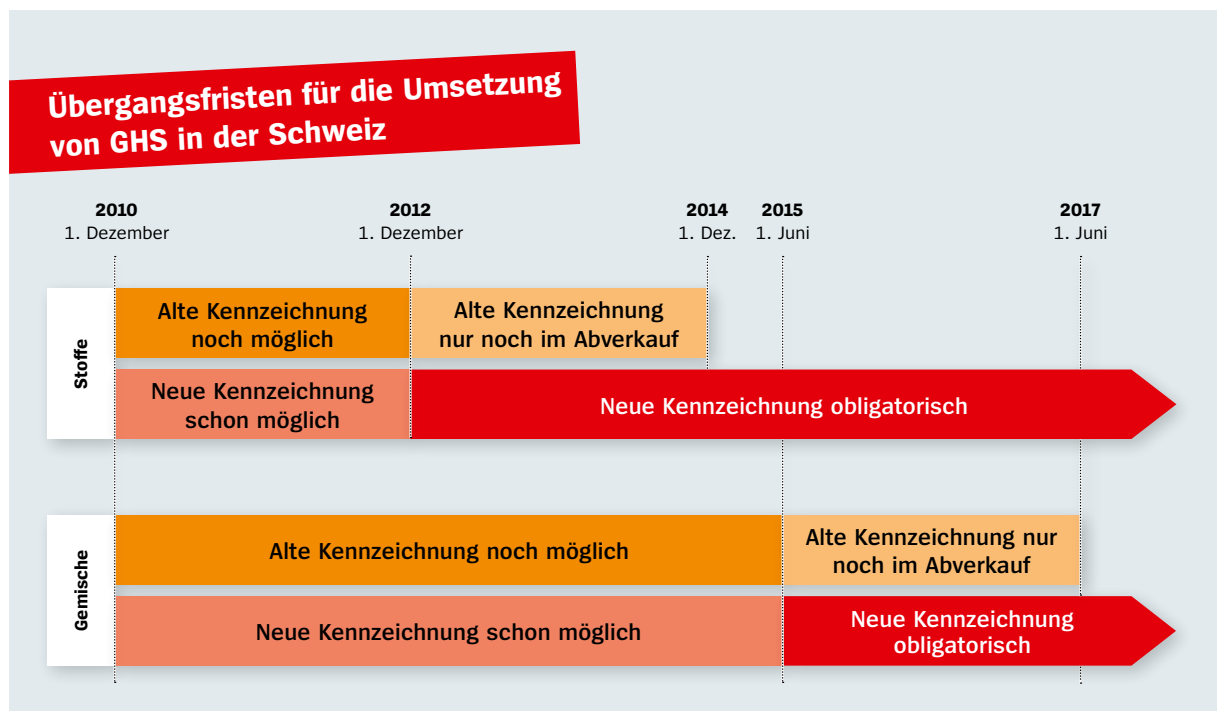 Übergangsfristen für die Umsetzung
von GHS in der Schweiz
2010
1. Dezember
2012
1. Dezember
2014
1. Dez.
2015
1. Juni
2017
1. Juni
Stoffe
Alte Kennzeichnung
noch möglich
Alte Kennzeichnung
nur noch im Abverkauf
Neue Kennzeichnung
schon möglich
Neue Kennzeichnung obligatorisch
Gemische
Alte Kennzeichnung noch möglich
Alte Kennzeichnung nur
noch im Abverkauf
Neue Kennzeichnung schon möglich
Neue Kennzeichnung
obligatorisch